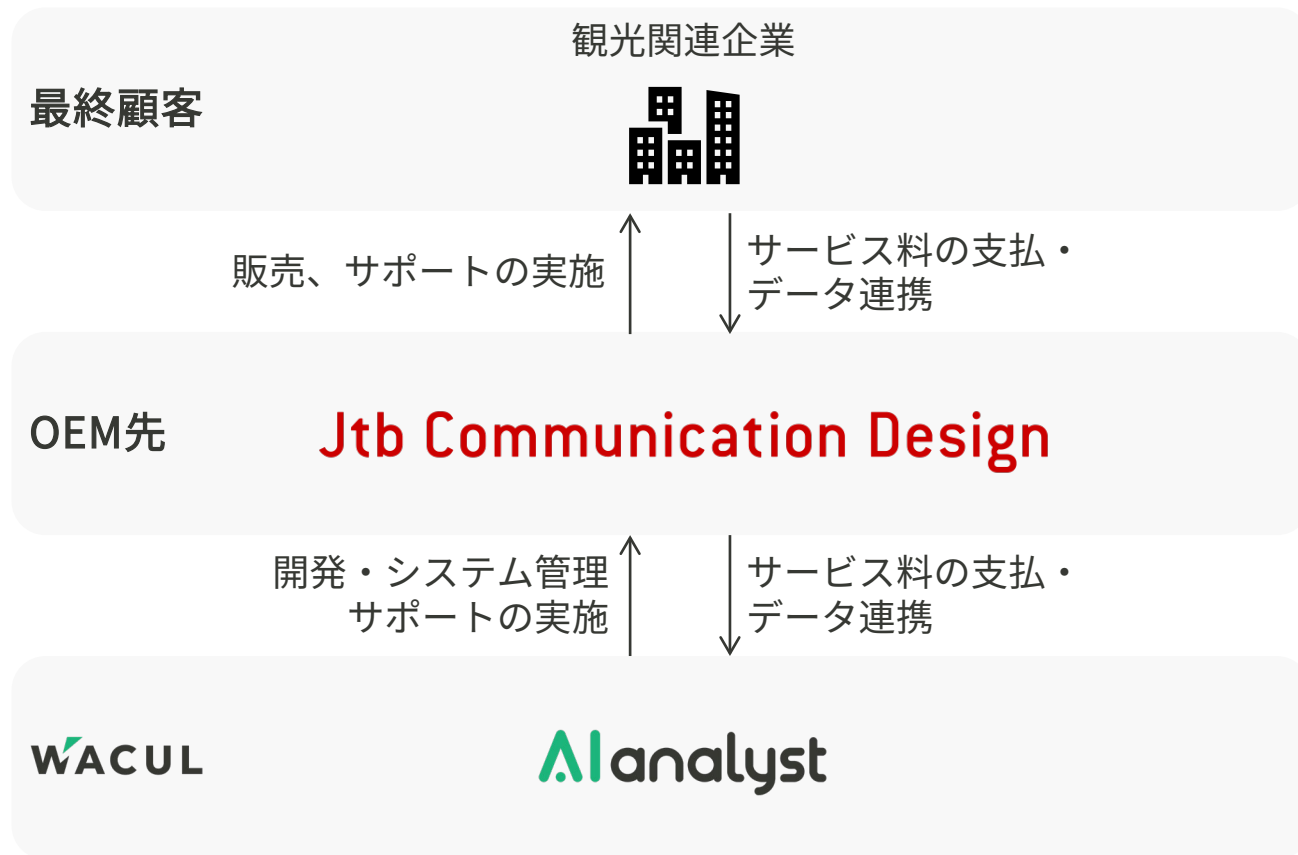 観光関連企業
最終顧客
販売、サポートの実施
サービス料の支払・
データ連携
OEM先
Jtb Communication Design
開発・システム管理
サポートの実施
サービス料の支払・
データ連携
WACUL
AI analyst